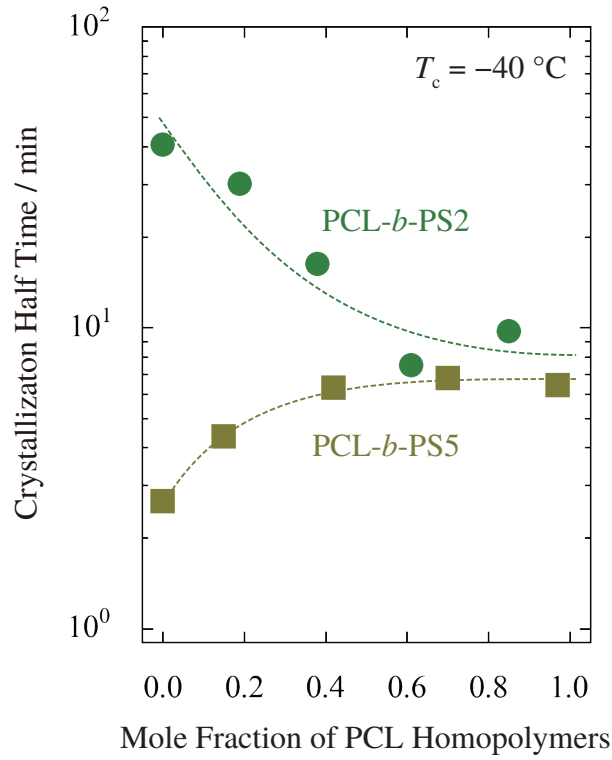 10²
T꜀ = −40 °C
PCL-b-PS2
10¹
PCL-b-PS5
10⁰
Crystallizaton Half Time / min
0.0 0.2 0.4 0.6 0.8 1.0
Mole Fraction of PCL Homopolymers